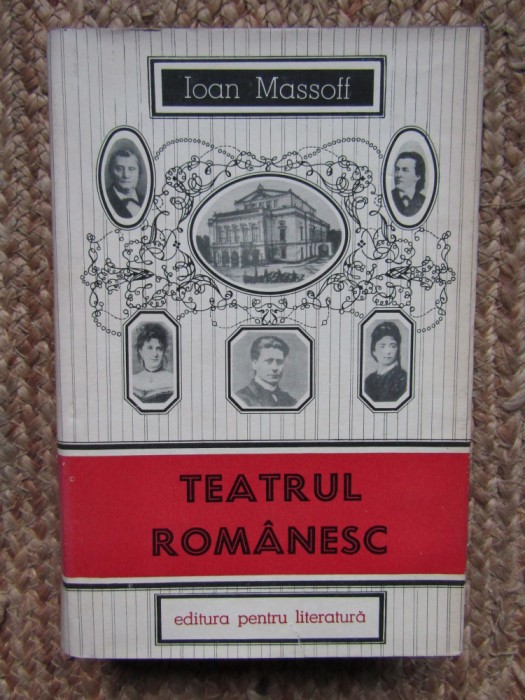 Ioan Massoff
TEATRUL
ROMÂNESC
editura pentru literatură